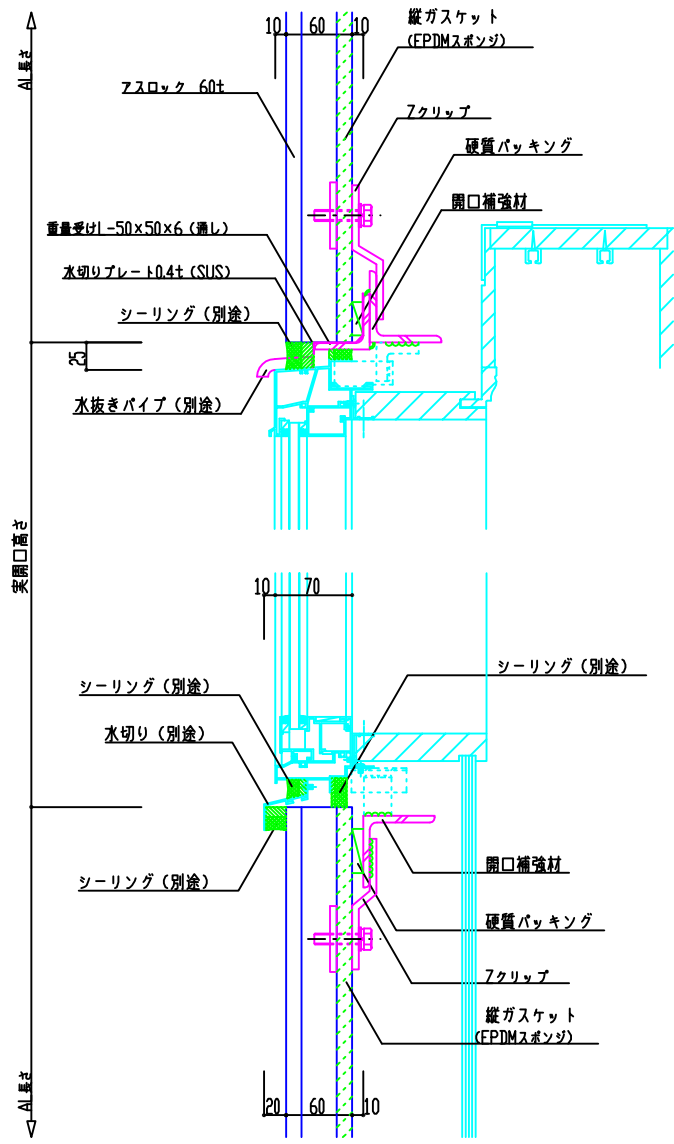 縦ガスケット
(EPDMスポンジ)
10 60 10
AL長さ
アスロック 60t
Zクリップ
硬質パッキング
開口補強材
重量受けL-50×50×6 (通し)
水切りプレート0.4t (SUS)
シーリング (別途)
25
水抜きパイプ (別途)
実開口高さ
10 70
シーリング (別途)
シーリング (別途)
水切り (別途)
シーリング (別途)
開口補強材
硬質パッキング
Zクリップ
縦ガスケット
(EPDMスポンジ)
AL長さ
20 60 10